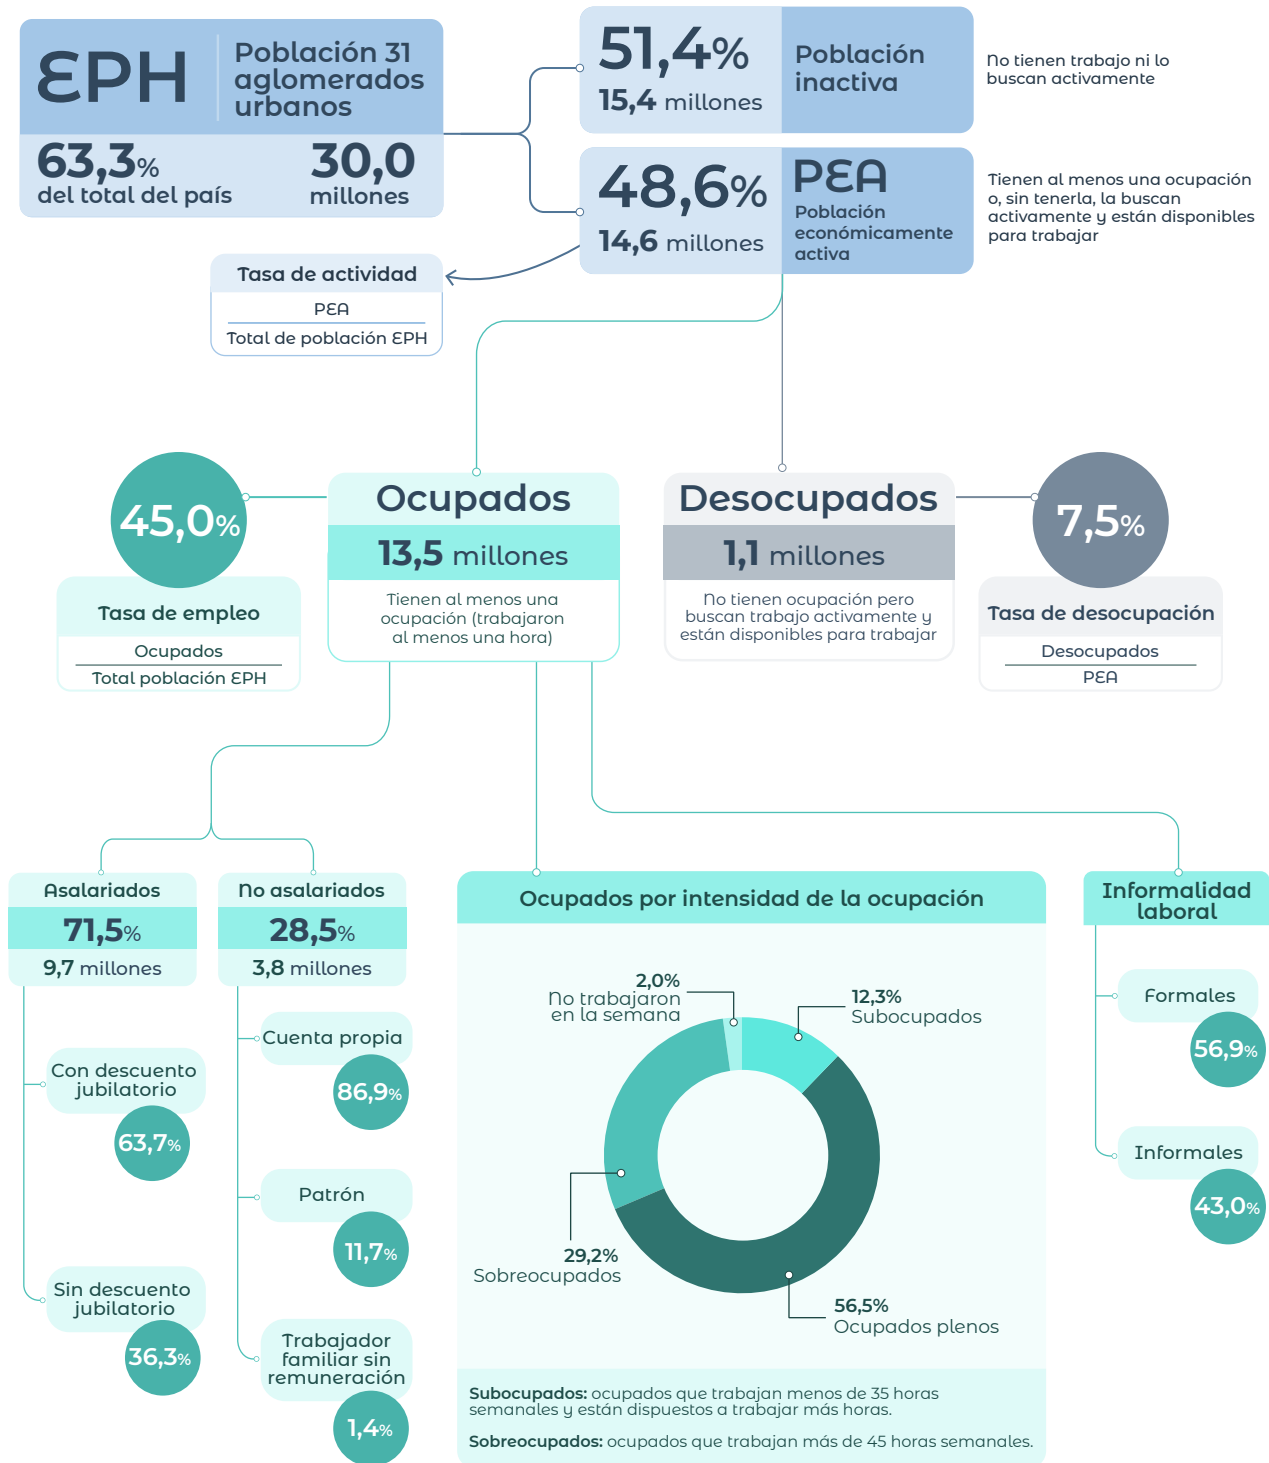 EPH
Población 31
aglomerados
urbanos
63,3%
del total del país
30,0
millones
51,4%
15,4 millones
Población
inactiva
No tienen trabajo ni lo
buscan activamente
48,6%
14,6 millones
PEA
Población
económicamente
activa
Tienen al menos una ocupación
o, sin tenerla, la buscan
activamente y están disponibles
para trabajar
Tasa de actividad
PEA
Total de población EPH
45,0%
Tasa de empleo
Ocupados
Total población EPH
Ocupados
13,5 millones
Tienen al menos una
ocupación (trabajaron
al menos una hora)
Desocupados
1,1 millones
No tienen ocupación pero
buscan trabajo activamente y
están disponibles para trabajar
7,5%
Tasa de desocupación
Desocupados
PEA
Asalariados
71,5%
9,7 millones
Con descuento
jubilatorio
63,7%
Sin descuento
jubilatorio
36,3%
No asalariados
28,5%
3,8 millones
Cuenta propia
86,9%
Patrón
11,7%
Trabajador
familiar sin
remuneración
1,4%
Ocupados por intensidad de la ocupación
2,0%
No trabajaron
en la semana
12,3%
Subocupados
29,2%
Sobreocupados
56,5%
Ocupados plenos
Subocupados: ocupados que trabajan menos de 35 horas
semanales y están dispuestos a trabajar más horas.
Sobreocupados: ocupados que trabajan más de 45 horas semanales.
Informalidad
laboral
Formales
56,9%
Informales
43,0%